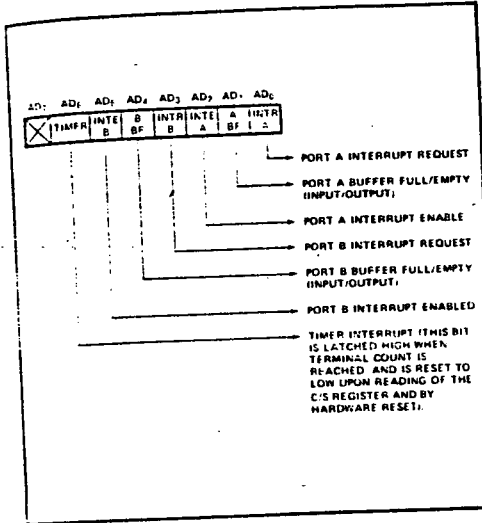 AD7 AD6 AD5 AD4 AD3 AD2 AD1 AD0
TIMER INTE B B BF INTR B INTE A A BF INTR A
PORT A INTERRUPT REQUEST
PORT A BUFFER FULL/EMPTY
(INPUT/OUTPUT)
PORT A INTERRUPT ENABLE
PORT B INTERRUPT REQUEST
PORT B BUFFER FULL/EMPTY
(INPUT/OUTPUT)
PORT B INTERRUPT ENABLED
TIMER INTERRUPT (THIS BIT
IS LATCHED HIGH WHEN
TERMINAL COUNT IS
REACHED AND IS RESET TO
LOW UPON READING OF THE
C/S REGISTER AND BY
HARDWARE RESET).